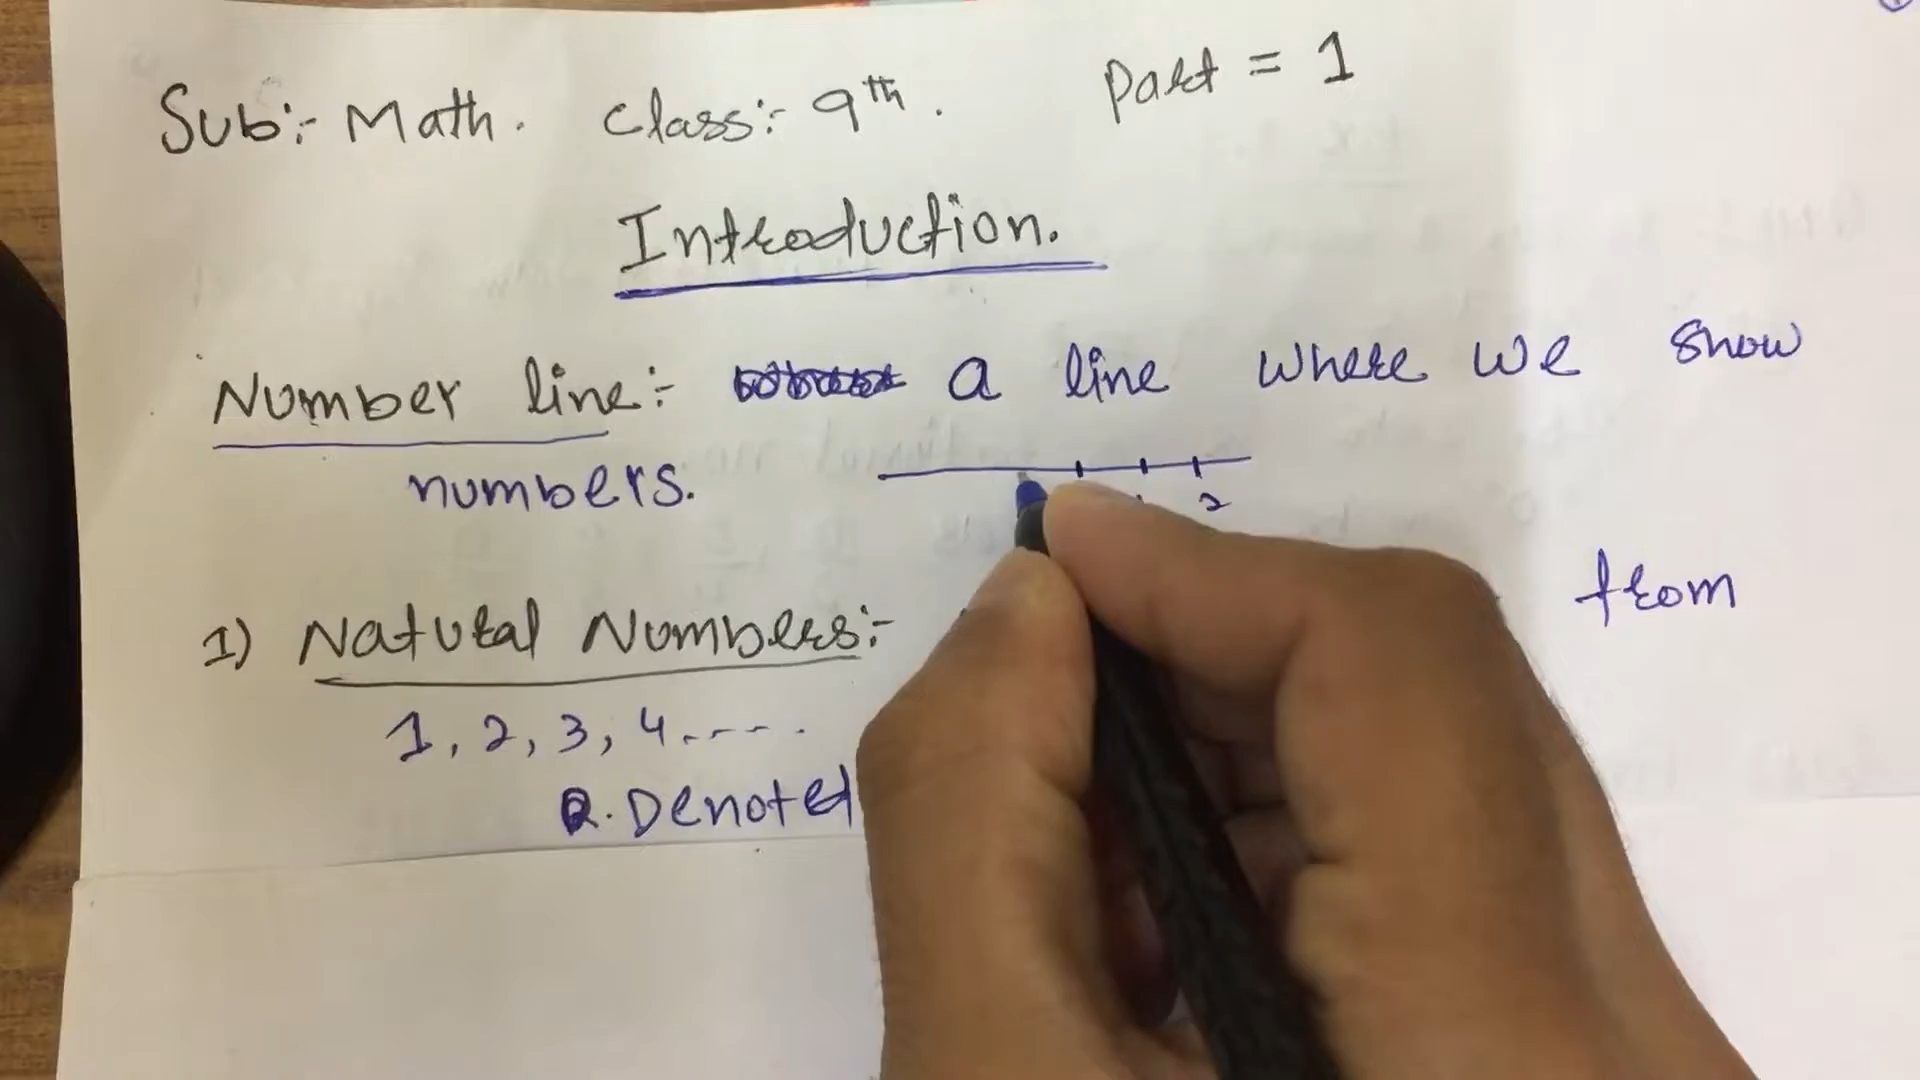 Sub:- Math. Class:- 9th. Part = 1
Introduction.
Number line:- a line where we show
numbers.
2
1) Natural Numbers:- from
1, 2, 3, 4.----.
Denoted